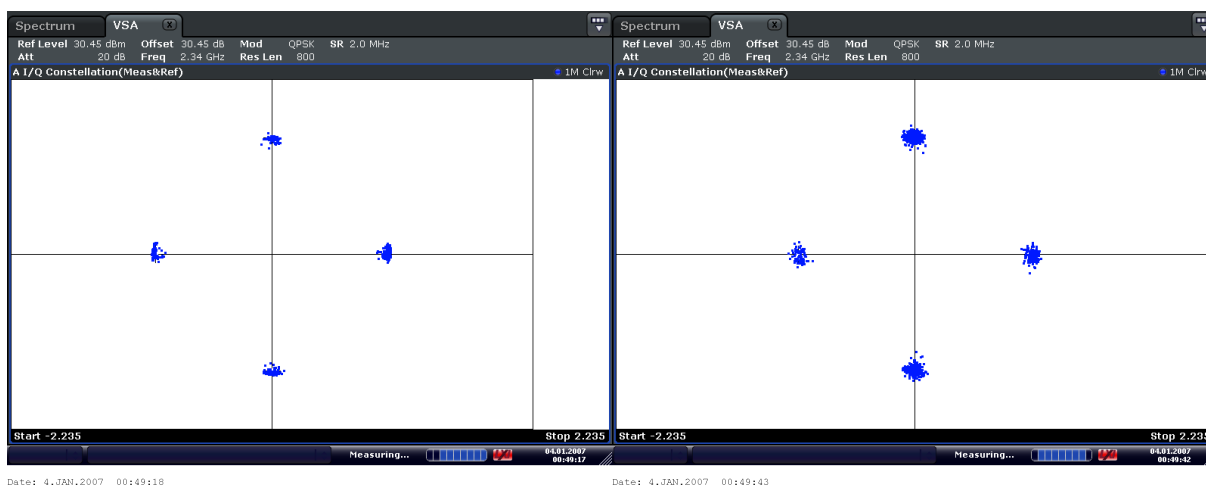 Spectrum VSA X
Ref Level 30.45 dBm Offset 30.45 dB Mod QPSK SR 2.0 MHz
Att 20 dB Freq 2.34 GHz Res Len 800
A I/Q Constellation(Meas&Ref) 1M Clrw
Start -2.235 Stop 2.235
Measuring... 04.01.2007
00:49:17
Date: 4.JAN.2007 00:49:18
Spectrum VSA X
Ref Level 30.45 dBm Offset 30.45 dB Mod QPSK SR 2.0 MHz
Att 20 dB Freq 2.34 GHz Res Len 800
A I/Q Constellation(Meas&Ref) 1M Clrw
Start -2.235 Stop 2.235
Measuring... 04.01.2007
00:49:42
Date: 4.JAN.2007 00:49:43